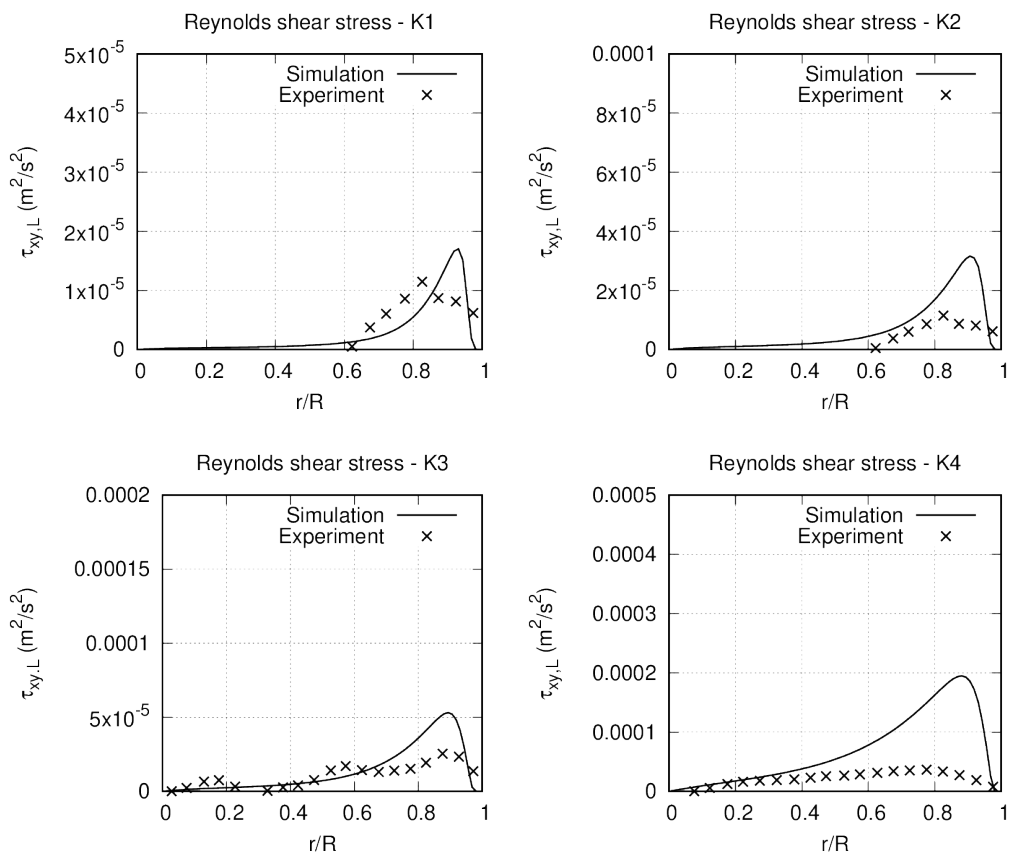 Reynolds shear stress - K1
5x10⁻⁵
4x10⁻⁵
3x10⁻⁵
2x10⁻⁵
1x10⁻⁵
0
τxy,L (m²/s²)
Simulation
Experiment
0 0.2 0.4 0.6 0.8 1
r/R
Reynolds shear stress - K2
0.0001
8x10⁻⁵
6x10⁻⁵
4x10⁻⁵
2x10⁻⁵
0
τxy,L (m²/s²)
Simulation
Experiment
0 0.2 0.4 0.6 0.8 1
r/R
Reynolds shear stress - K3
0.0002
0.00015
0.0001
5x10⁻⁵
0
τxy.L (m²/s²)
Simulation
Experiment
0 0.2 0.4 0.6 0.8 1
r/R
Reynolds shear stress - K4
0.0005
0.0004
0.0003
0.0002
0.0001
0
τxy,L (m²/s²)
Simulation
Experiment
0 0.2 0.4 0.6 0.8 1
r/R